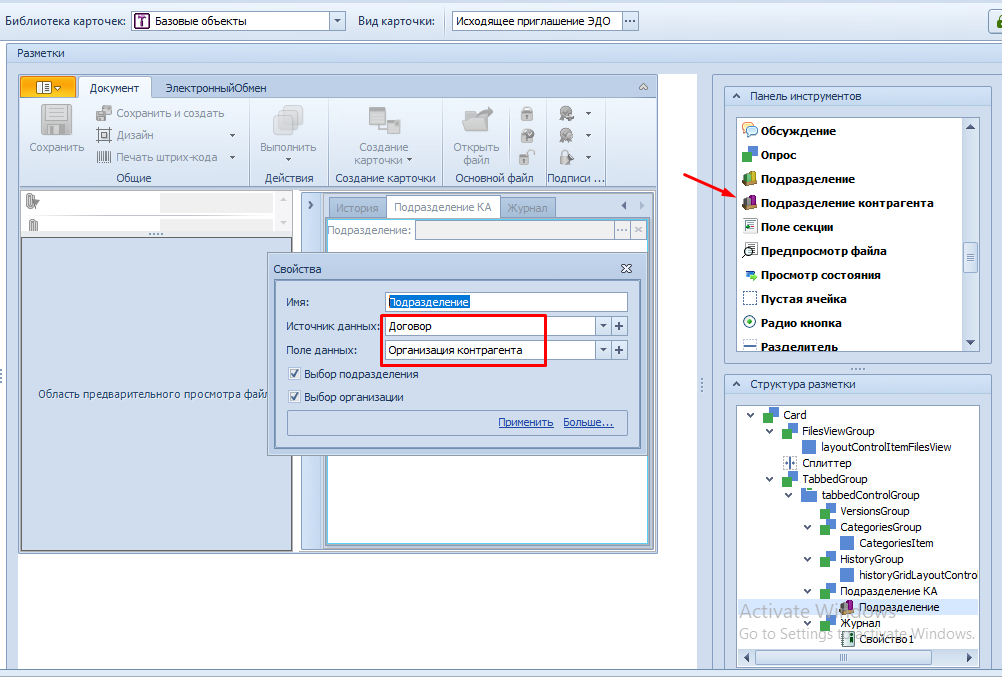 Библиотека карточек: Базовые объекты Вид карточки: Исходящее приглашение ЭДО
Разметки
Документ ЭлектронныйОбмен
Сохранить
Сохранить и создать
Дизайн
Печать штрих-кода
Общие
Выполнить
Действия
Создание
карточки
Создание карточки
Открыть
файл
Основной файл
Подписи ...
История Подразделение КА Журнал
Подразделение:
Область предварительного просмотра файл
Свойства
Имя: Подразделение
Источник данных: Договор
Поле данных: Организация контрагента
Выбор подразделения
Выбор организации
Применить Больше...
Панель инструментов
Обсуждение
Опрос
Подразделение
Подразделение контрагента
Поле секции
Предпросмотр файла
Просмотр состояния
Пустая ячейка
Радио кнопка
Разделитель
Структура разметки
Card
FilesViewGroup
layoutControlItemFilesView
Сплиттер
TabbedGroup
tabbedControlGroup
VersionsGroup
CategoriesGroup
CategoriesItem
HistoryGroup
historyGridLayoutContro
Подразделение КА
Подразделение
Журнал
Свойство1
Activate Windows
Go to Settings to activate Windows.